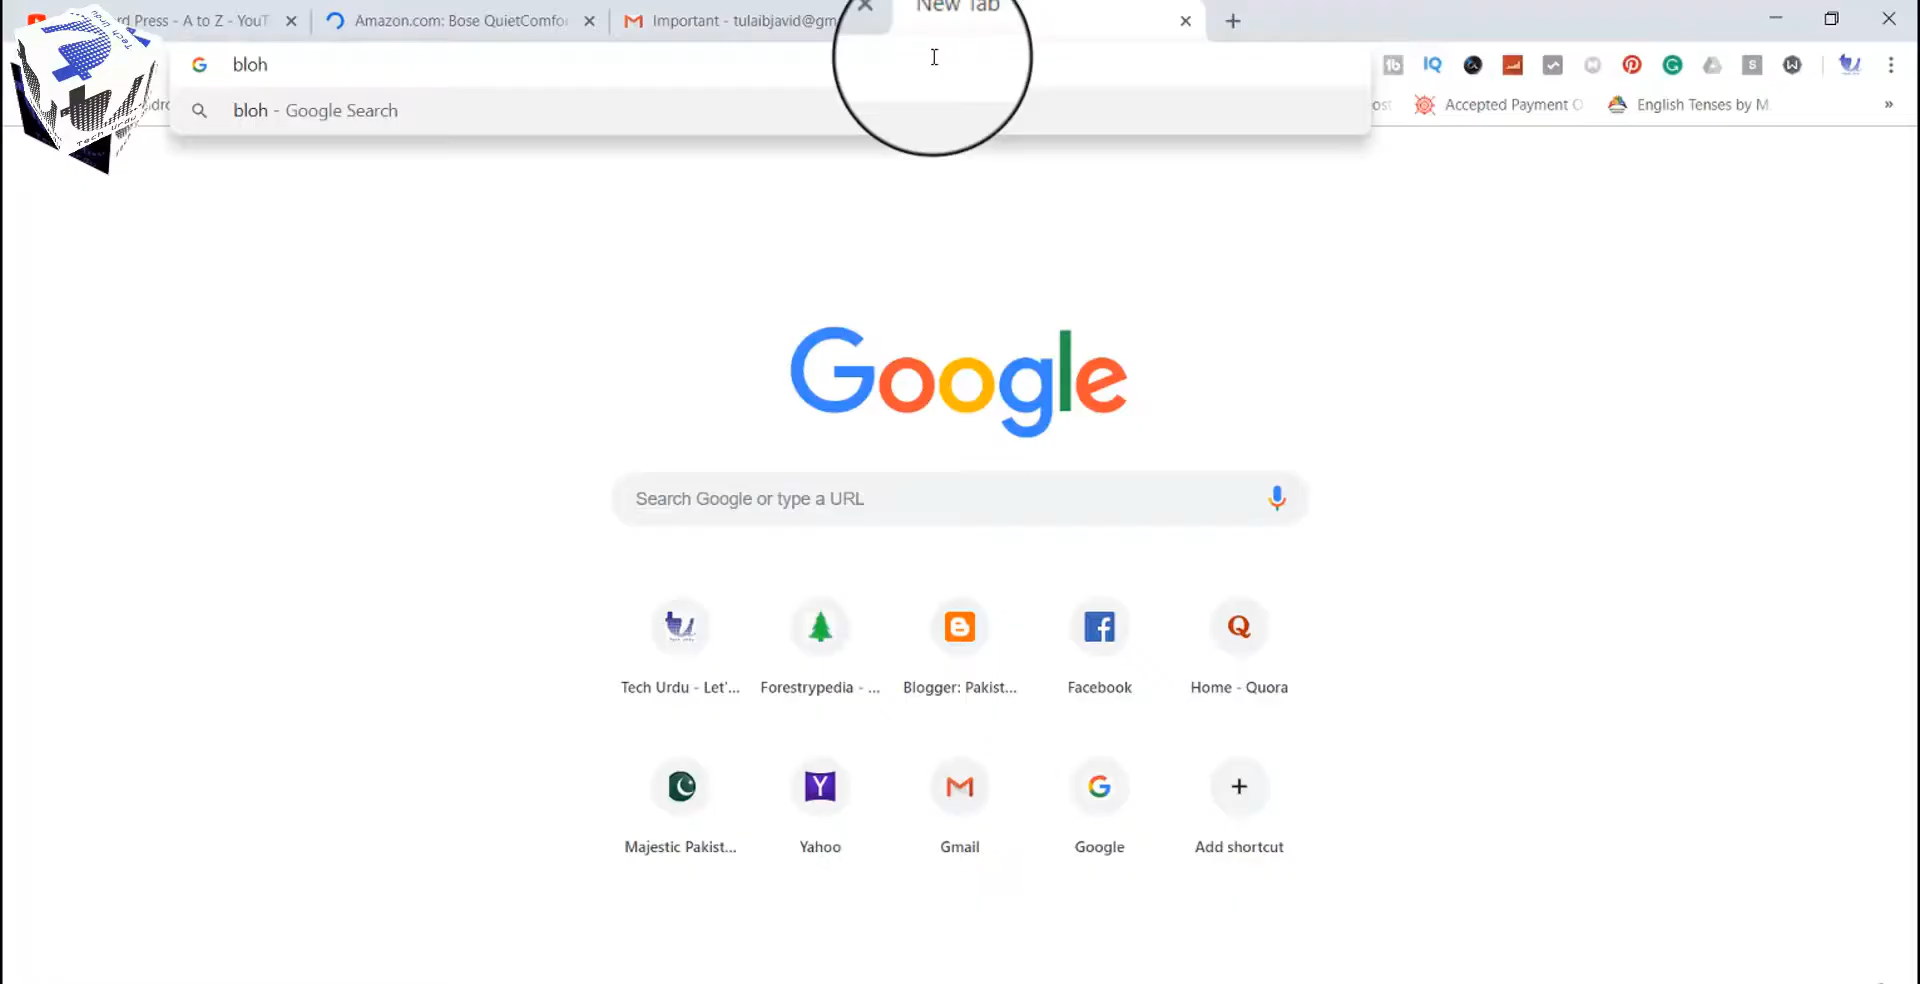 rd Press - A to Z - YouT
Amazon.com: Bose QuietComfo
Important - tulaibjavid@gm
New Tab
bloh
bloh - Google Search
Accepted Payment
English Tenses by M
Tech Urdu
Google
Search Google or type a URL
Tech Urdu - Let'...
Forestrypedia - ...
Blogger: Pakist...
Facebook
Home - Quora
Majestic Pakist...
Yahoo
Gmail
Google
Add shortcut